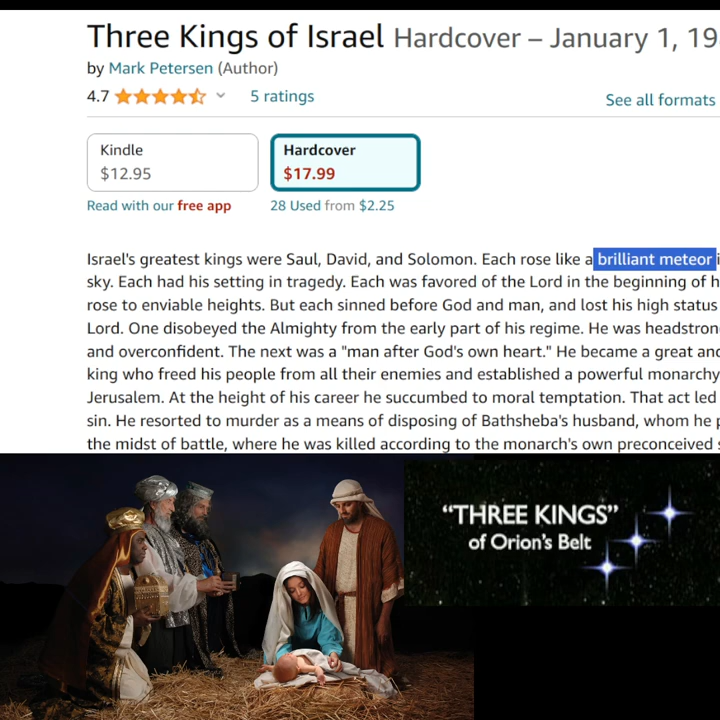 Three Kings of Israel Hardcover – January 1, 19
by Mark Petersen (Author)
4.7 5 ratings
See all formats
Kindle
$12.95
Hardcover
$17.99
Read with our free app
28 Used from $2.25
Israel's greatest kings were Saul, David, and Solomon. Each rose like a brilliant meteor i
sky. Each had his setting in tragedy. Each was favored of the Lord in the beginning of h
rose to enviable heights. But each sinned before God and man, and lost his high status
Lord. One disobeyed the Almighty from the early part of his regime. He was headstron
and overconfident. The next was a "man after God's own heart." He became a great and
king who freed his people from all their enemies and established a powerful monarchy
Jerusalem. At the height of his career he succumbed to moral temptation. That act led
sin. He resorted to murder as a means of disposing of Bathsheba's husband, whom he p
the midst of battle, where he was killed according to the monarch's own preconceived s
“THREE KINGS”
of Orion's Belt